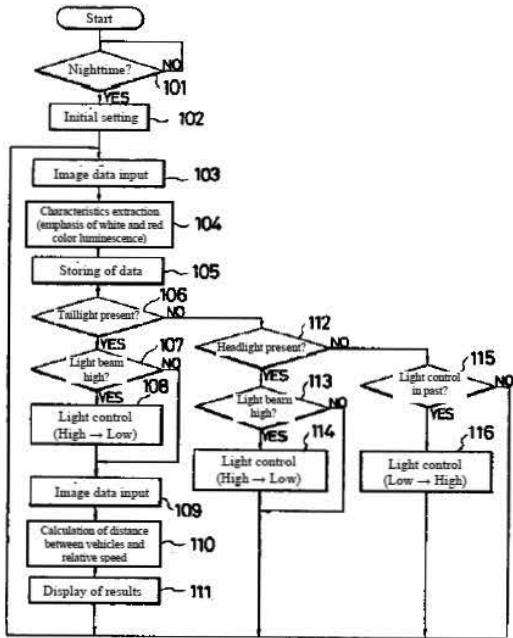 Start
Nighttime?
NO
101
YES
Initial setting
102
Image data input
103
Characteristics extraction
(emphasis of white and red
color luminescence)
104
Storing of data
105
Taillight present?
106
NO
YES
Light beam
high?
107
NO
YES
108
Light control
(High → Low)
Image data input
109
Calculation of distance
between vehicles and
relative speed
110
Display of results
111
Headlight present?
112
NO
YES
Light beam
high?
113
NO
YES
114
Light control
(High → Low)
Light control
in past?
115
NO
YES
116
Light control
(Low → High)